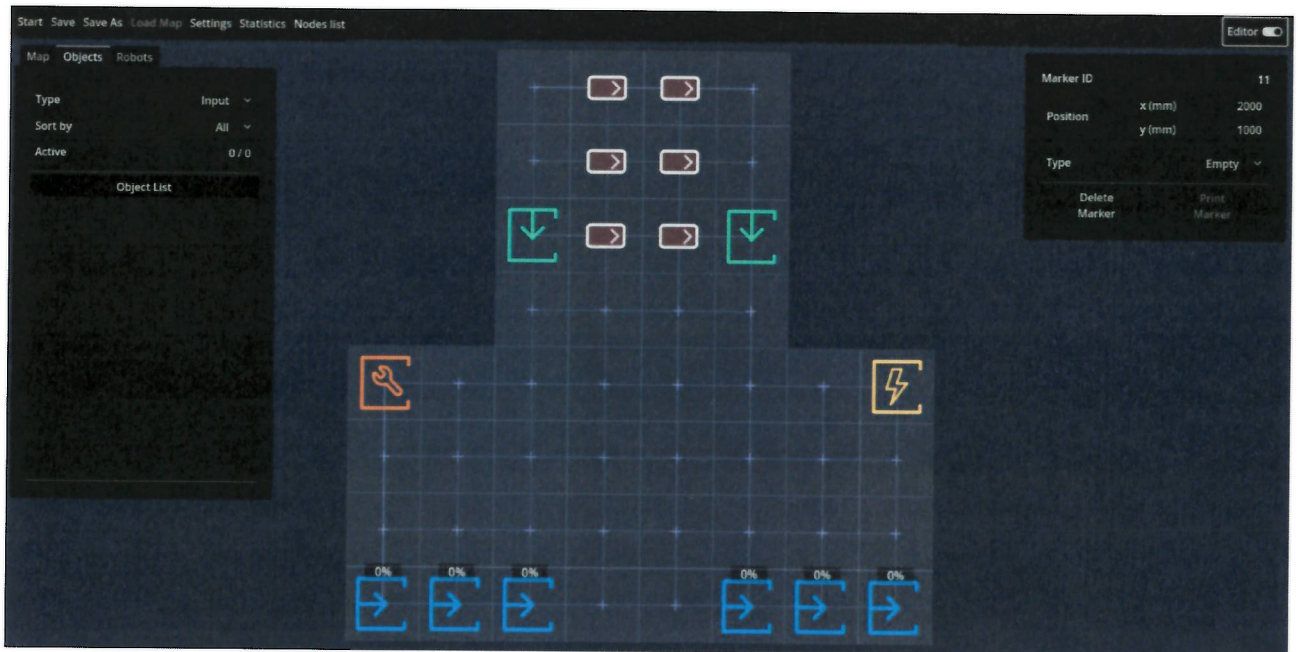 Start Save Save As Load Map Settings Statistics Nodes list
Editor
Map Objects Robots
Type Input
Sort by All
Active 0 / 0
Object List
Marker ID 11
Position
x (mm) 2000
y (mm) 1000
Type Empty
Delete
Marker
Print
Marker
0% 0% 0% 0% 0% 0%